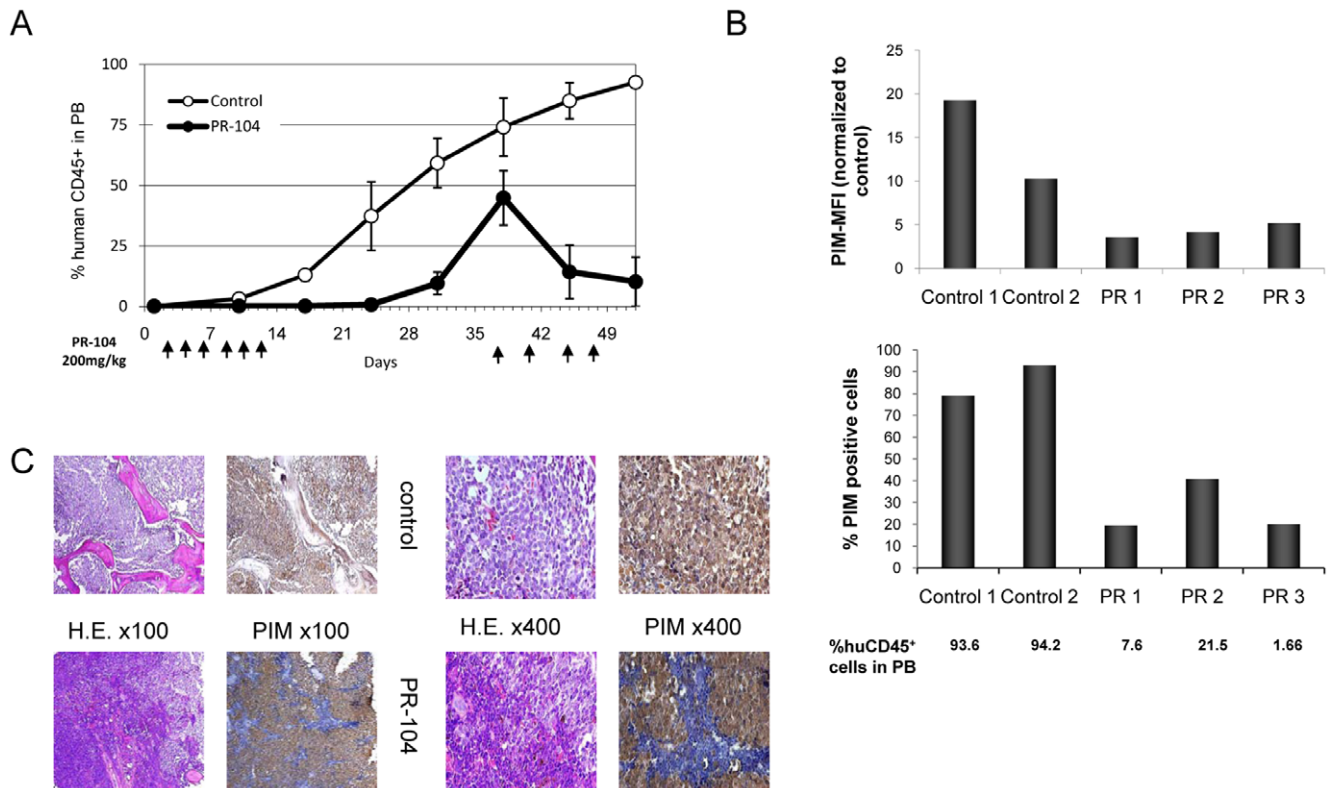 A
% human CD45+ in PB
100
75
50
25
0
Control
PR-104
0 7 14 21 28 35 42 49
PR-104
200mg/kg
Days
B
PIM-MFI (normalized to
control)
25
20
15
10
5
0
Control 1 Control 2 PR 1 PR 2 PR 3
% PIM positive cells
100
90
80
70
60
50
40
30
20
10
0
Control 1 Control 2 PR 1 PR 2 PR 3
%huCD45+ 93.6 94.2 7.6 21.5 1.66
cells in PB
C
control
H.E. x100 PIM x100 H.E. x400 PIM x400
PR-104